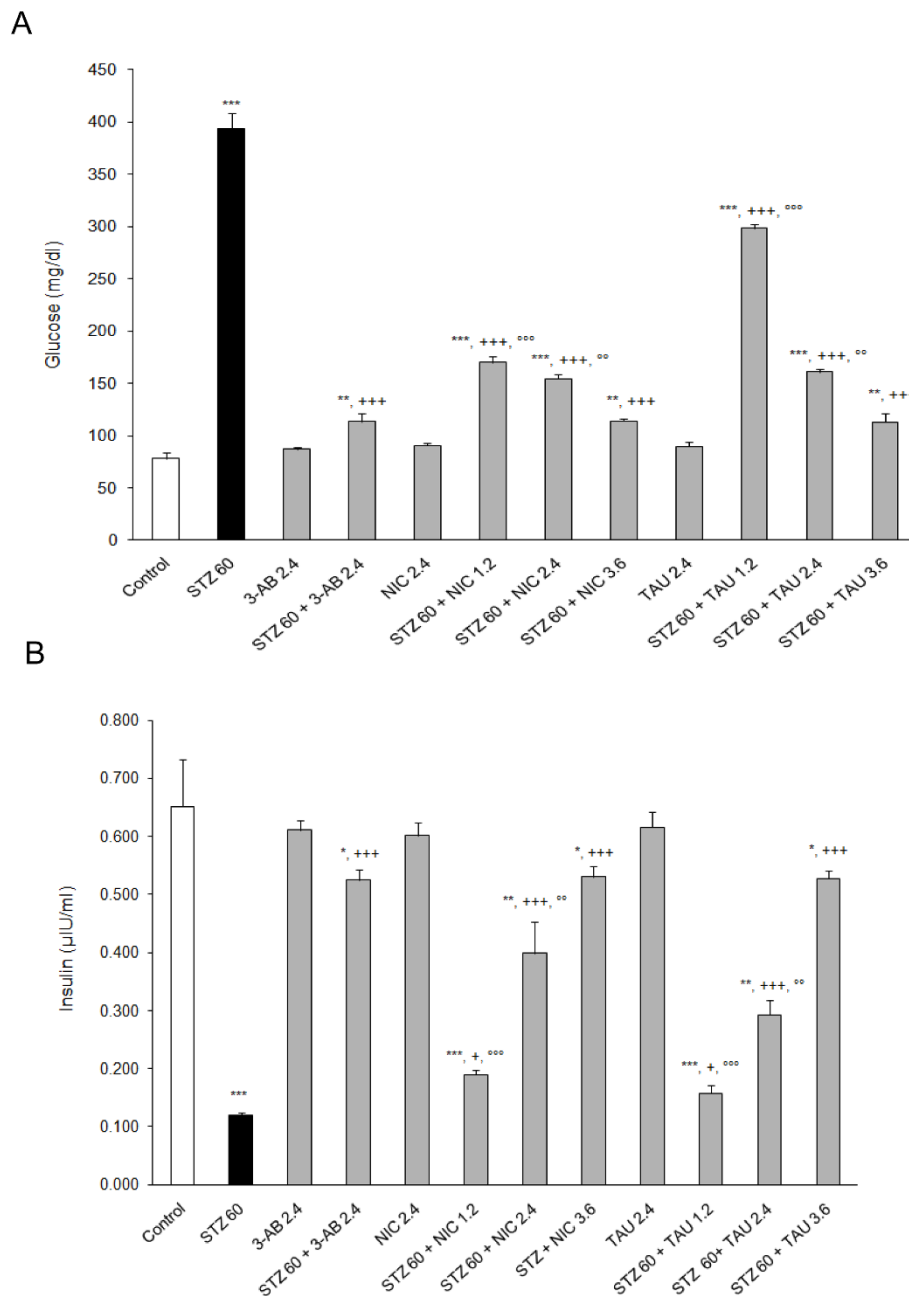 A
450
400
350
300
250
200
150
100
50
0
Glucose (mg/dl)
***
**, +++
***, +++, °°°
***, +++, °°
**, +++
***, +++, °°°
***, +++, °°
**, ++
Control
STZ 60
3-AB 2.4
STZ 60 + 3-AB 2.4
NIC 2.4
STZ 60 + NIC 1.2
STZ 60 + NIC 2.4
STZ 60 + NIC 3.6
TAU 2.4
STZ 60 + TAU 1.2
STZ 60 + TAU 2.4
STZ 60 + TAU 3.6
B
0.800
0.700
0.600
0.500
0.400
0.300
0.200
0.100
0.000
Insulin (µIU/ml)
***
*, +++
***, +, °°°
**, +++, °°
*, +++
***, +, °°°
**, +++, °°
*, +++
Control
STZ 60
3-AB 2.4
STZ 60 + 3-AB 2.4
NIC 2.4
STZ 60 + NIC 1.2
STZ 60 + NIC 2.4
STZ + NIC 3.6
TAU 2.4
STZ 60 + TAU 1.2
STZ 60+ TAU 2.4
STZ 60 + TAU 3.6